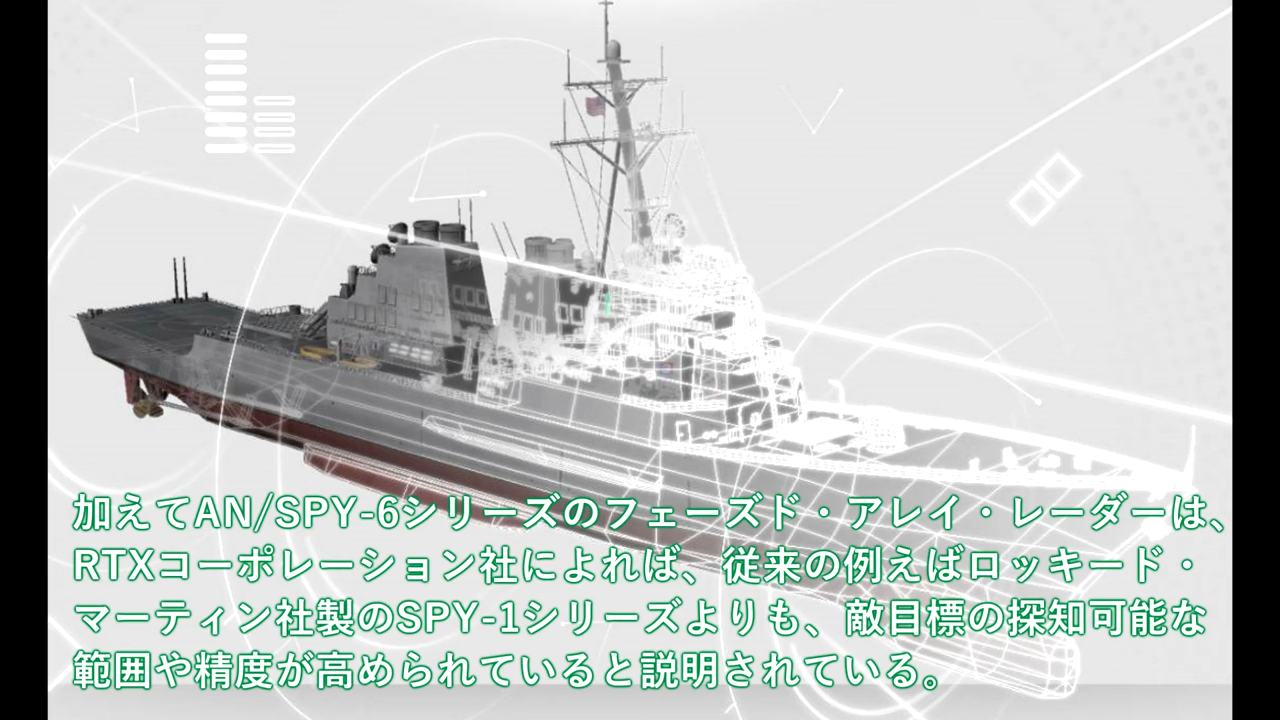 加えてAN/SPY-6シリーズのフェーズド・アレイ・レーダーは、
RTXコーポレーション社によれば、従来の例えばロッキード・
マーティン社製のSPY-1シリーズよりも、敵目標の探知可能な
範囲や精度が高められていると説明されている。